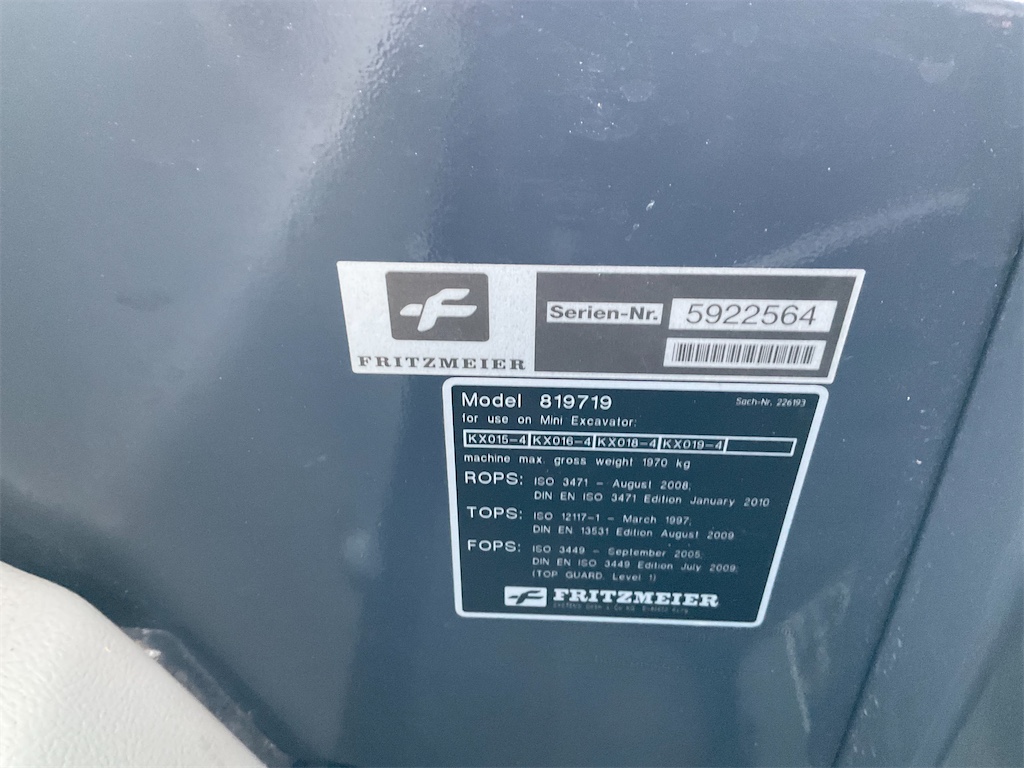 Serien-Nr. 5922564
FRITZMEIER
Model 819719
Sach-Nr. 226193
for use on Mini Excavator:
KX015-4 KX016-4 KX018-4 KX019-4
machine max. gross weight 1970 kg
ROPS: ISO 3471 - August 2008;
DIN EN ISO 3471 Edition January 2010
TOPS: ISO 12117-1 - March 1997;
DIN EN 13531 Edition August 2009
FOPS: ISO 3449 - September 2005;
DIN EN ISO 3449 Edition July 2009;
(TOP GUARD, Level 1)
FRITZMEIER